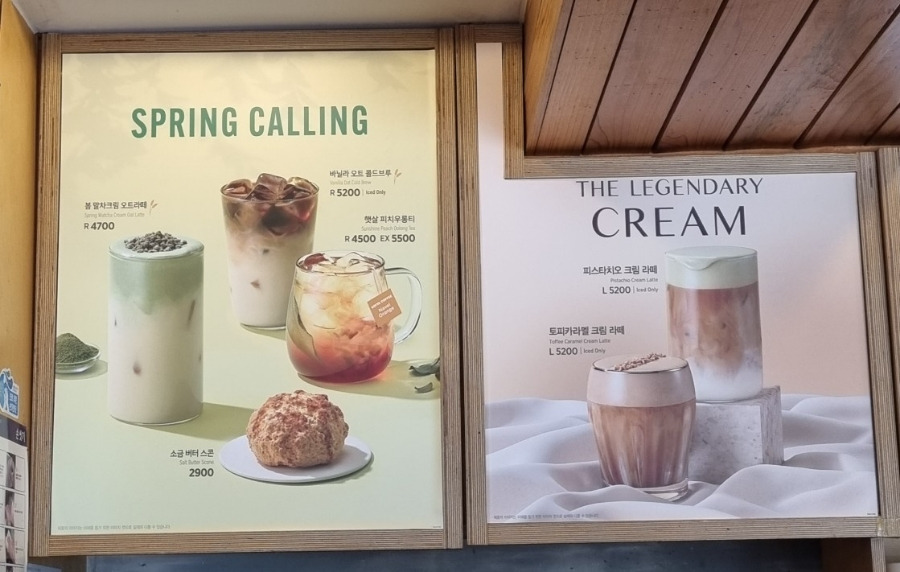 SPRING CALLING
바닐라 오트 콜드브루
Vanilla Oat Cold Brew
R 5200 | Iced Only
봄 말차크림 오트라떼
Spring Matcha Cream Oat Latte
R 4700
햇살 피치우롱티
Sunshine Peach Oolong Tea
R 4500 EX 5500
소금 버터 스콘
Salt Butter Scone
2900
THE LEGENDARY
CREAM
피스타치오 크림 라떼
Pistachio Cream Latte
L 5200 | Iced Only
토피카라멜 크림 라떼
Toffee Caramel Cream Latte
L 5200 | Iced Only